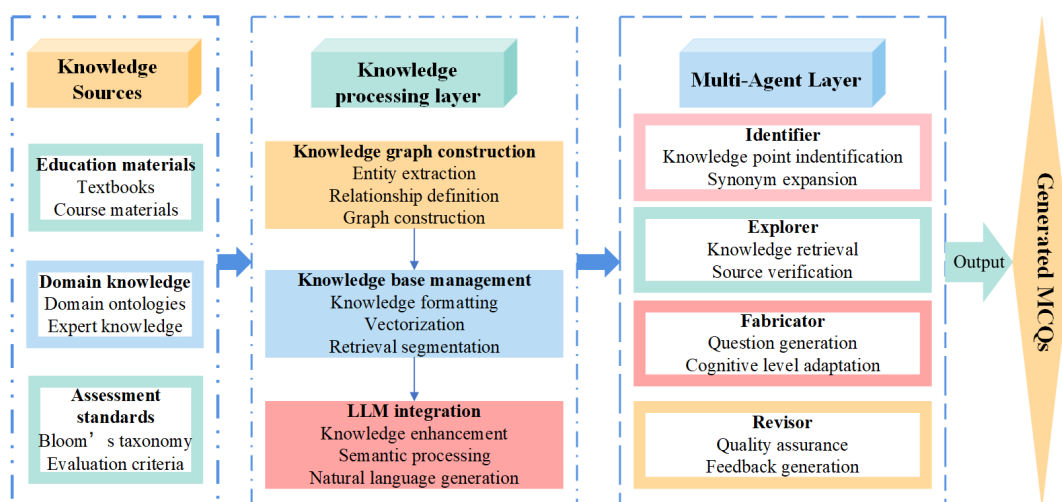 Knowledge
Sources
Education materials
Textbooks
Course materials
Domain knowledge
Domain ontologies
Expert knowledge
Assessment
standards
Bloom’s taxonomy
Evaluation criteria
Knowledge
processing layer
Knowledge graph construction
Entity extraction
Relationship definition
Graph construction
Knowledge base management
Knowledge formatting
Vectorization
Retrieval segmentation
LLM integration
Knowledge enhancement
Semantic processing
Natural language generation
Multi-Agent Layer
Identifier
Knowledge point indentification
Synonym expansion
Explorer
Knowledge retrieval
Source verification
Fabricator
Question generation
Cognitive level adaptation
Revisor
Quality assurance
Feedback generation
Output
Generated MCQs